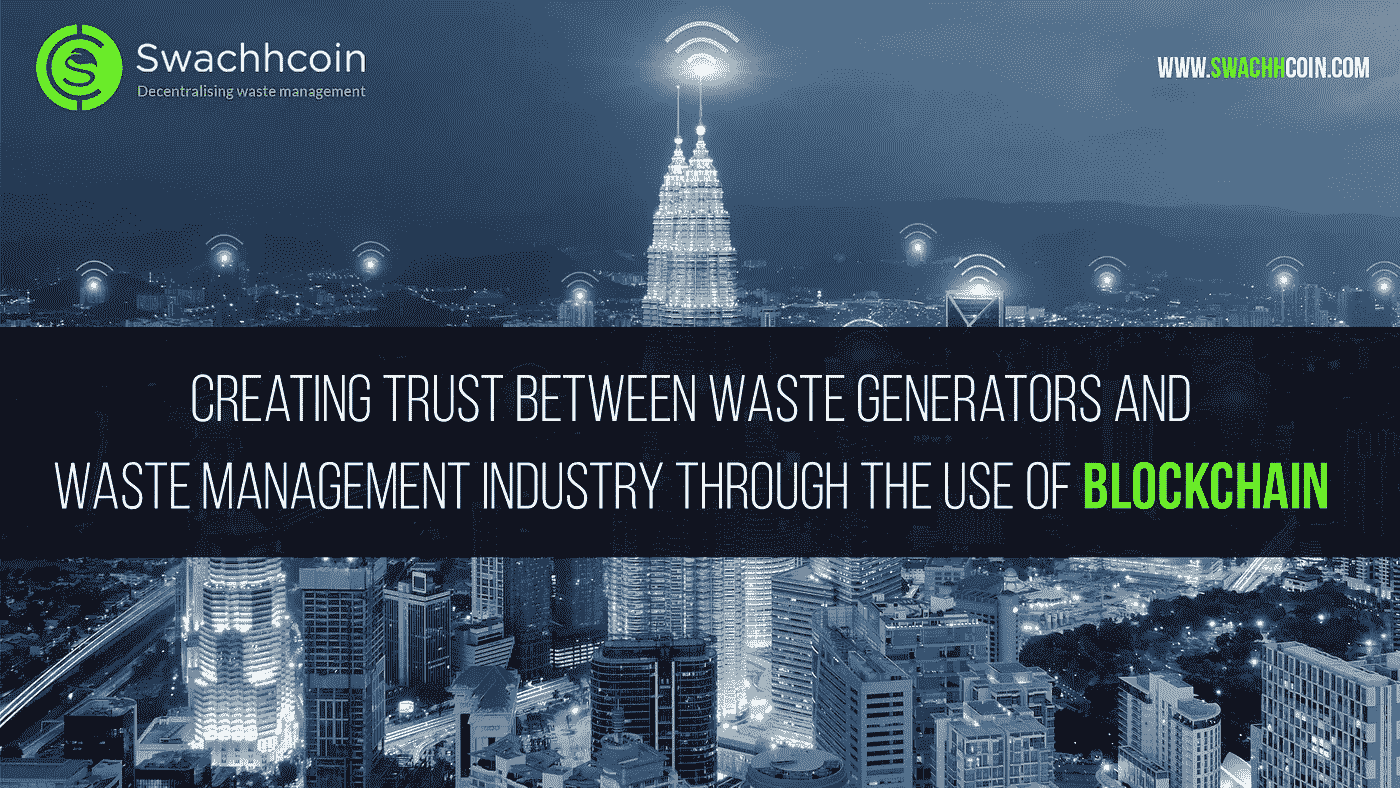 Swachhcoin
Decentralising waste management
WWW.SWACHHCOIN.COM
CREATING TRUST BETWEEN WASTE GENERATORS AND
WASTE MANAGEMENT INDUSTRY THROUGH THE USE OF BLOCKCHAIN